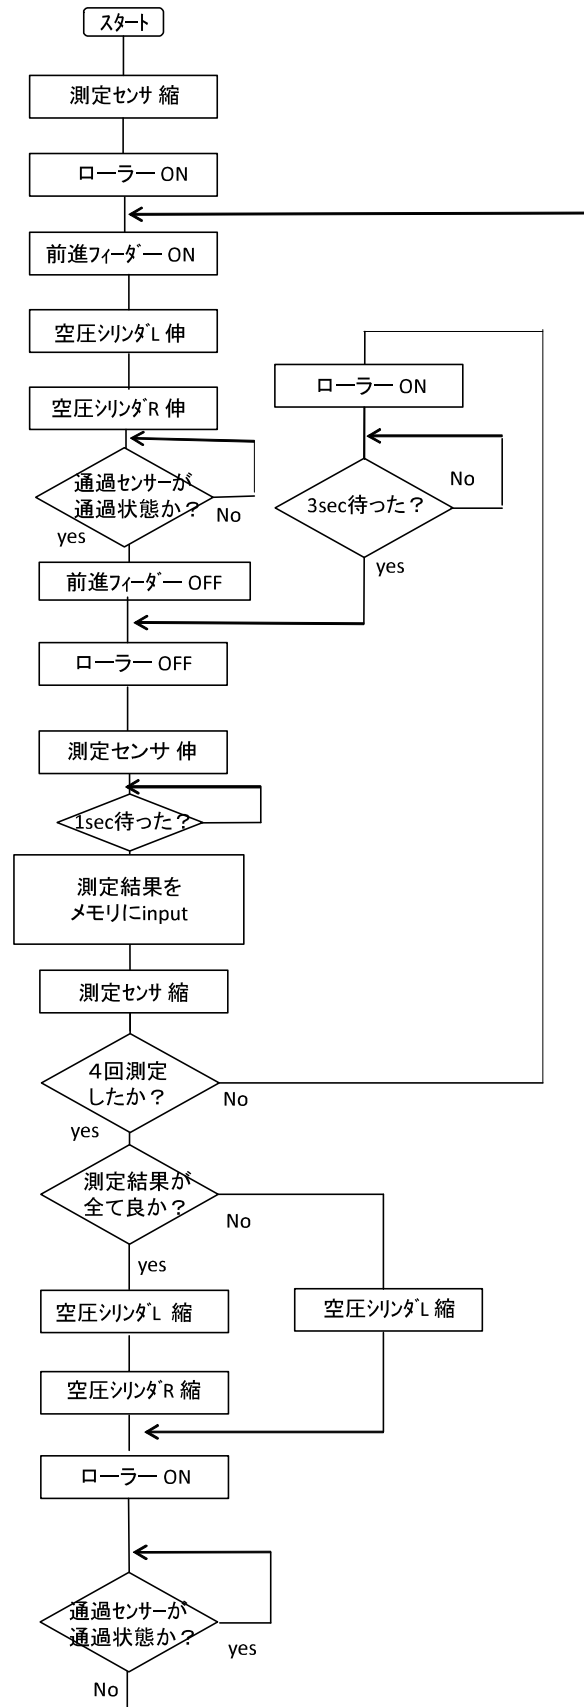 スタート
測定センサ 縮
ローラー ON
前進フィーダー ON
空圧シリンダL 伸
空圧シリンダR 伸
通過センサーが
通過状態か？
No
yes
前進フィーダー OFF
ローラー ON
3sec待った？
No
yes
ローラー OFF
測定センサ 伸
1sec待った？
測定結果を
メモリにinput
測定センサ 縮
４回測定
したか？
No
yes
測定結果が
全て良か？
No
yes
空圧シリンダL 縮
空圧シリンダL 縮
空圧シリンダR 縮
ローラー ON
通過センサーが
通過状態か？
yes
No